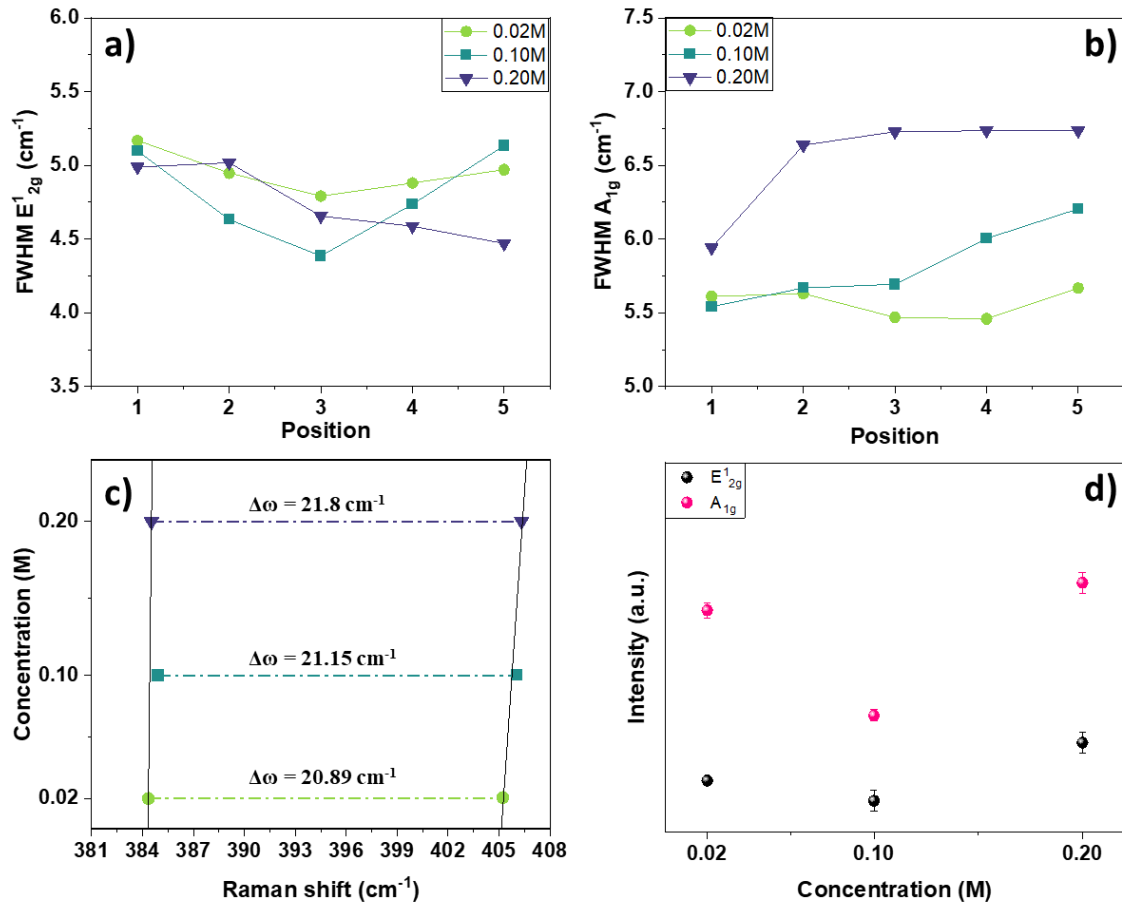 a)
0.02M
0.10M
0.20M
6.0
5.5
5.0
4.5
4.0
3.5
FWHM E¹₂g (cm⁻¹)
1 2 3 4 5
Position
b)
0.02M
0.10M
0.20M
7.5
7.0
6.5
6.0
5.5
5.0
FWHM A₁g (cm⁻¹)
1 2 3 4 5
Position
c)
Δω = 21.8 cm⁻¹
Δω = 21.15 cm⁻¹
Δω = 20.89 cm⁻¹
0.20
0.10
0.02
Concentration (M)
381 384 387 390 393 396 399 402 405 408
Raman shift (cm⁻¹)
d)
E¹₂g
A₁g
Intensity (a.u.)
0.02 0.10 0.20
Concentration (M)